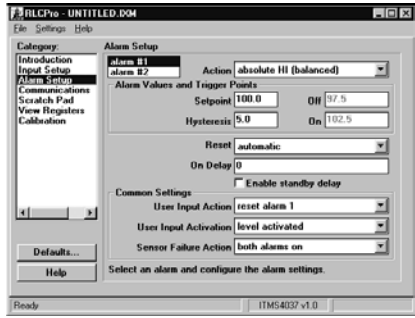 RLCPro - UNTITLED.IXM
File Settings Help
Category:
Introduction
Input Setup
Alarm Setup
Communications
Scratch Pad
View Registers
Calibration
Defaults...
Help
Alarm Setup
alarm #1
alarm #2
Action absolute HI (balanced)
Alarm Values and Trigger Points
Setpoint 100.0 Off 97.5
Hysteresis 5.0 On 102.5
Reset automatic
On Delay 0
Enable standby delay
Common Settings
User Input Action reset alarm 1
User Input Activation level activated
Sensor Failure Action both alarms on
Select an alarm and configure the alarm settings.
Ready ITMS4037 v1.0